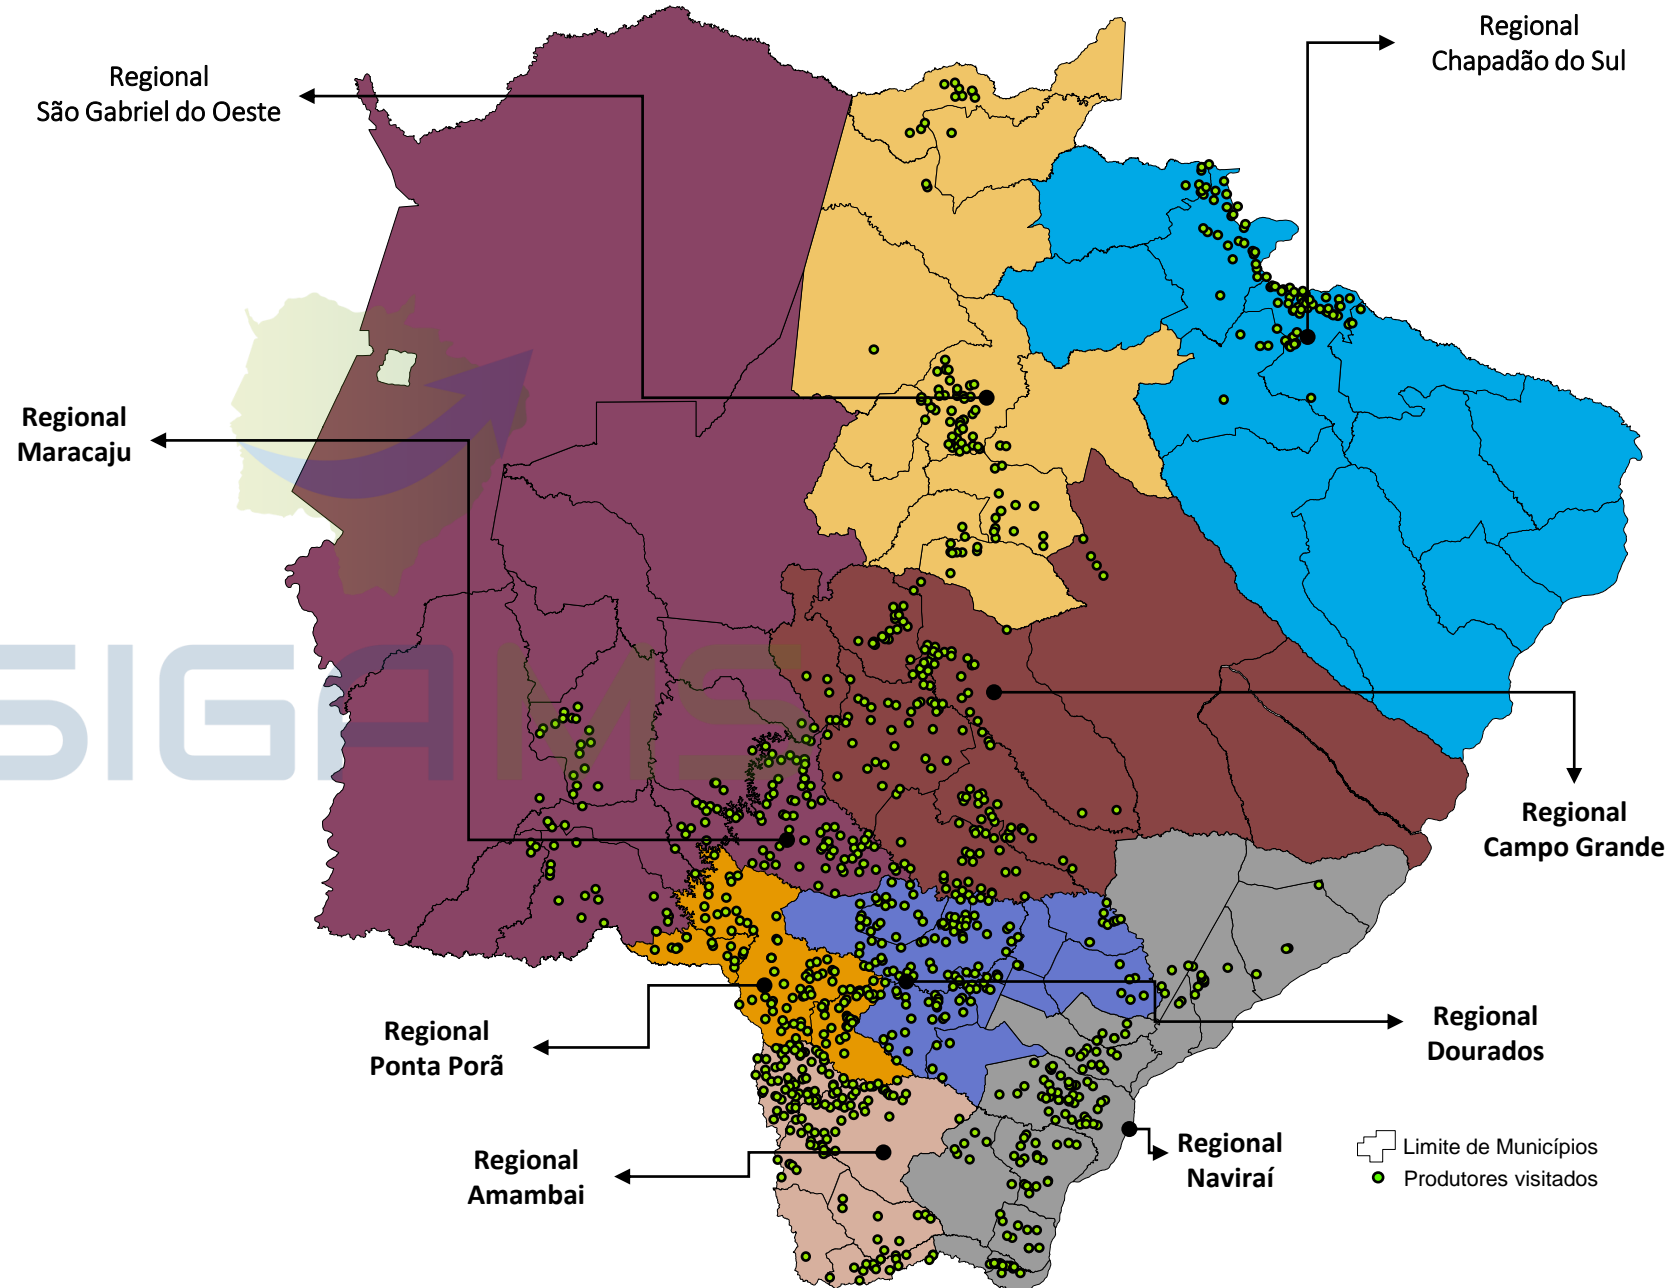 Regional
Chapadão do Sul
Regional
São Gabriel do Oeste
Regional
Maracaju
SIGAMS
Regional
Campo Grande
Regional
Ponta Porã
Regional
Dourados
Regional
Amambai
Regional
Naviraí
Limite de Municípios
Produtores visitados